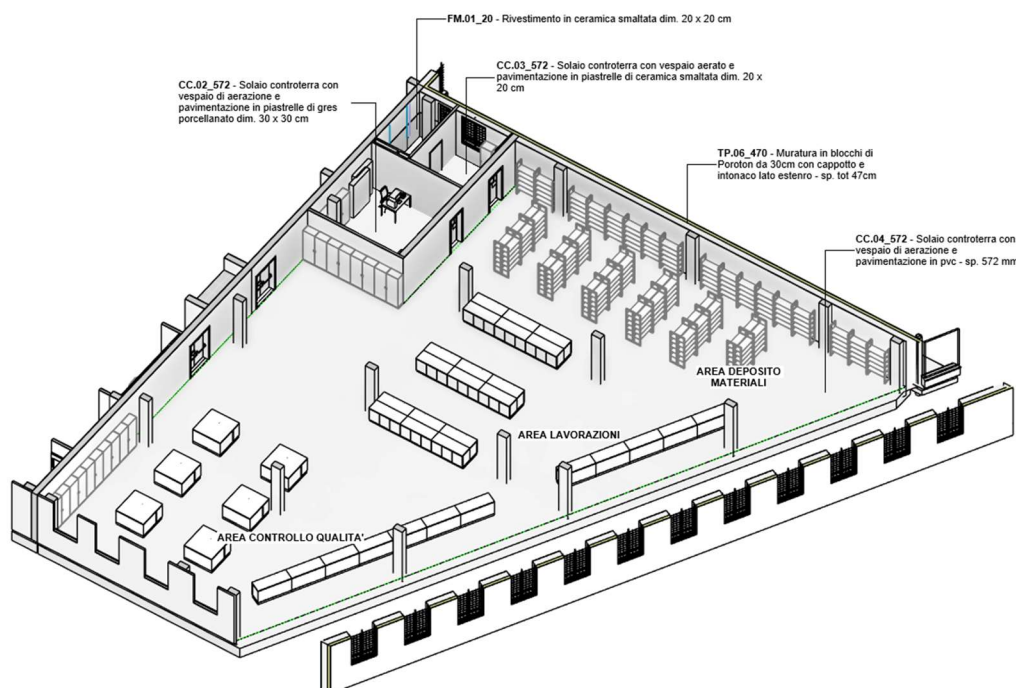 FM.01_20 - Rivestimento in ceramica smaltata dim. 20 x 20 cm
CC.03_572 - Solaio controterra con vespaio aerato e
pavimentazione in piastrelle di ceramica smaltata dim. 20 x
20 cm
CC.02_572 - Solaio controterra con
vespaio di aerazione e
pavimentazione in piastrelle di gres
porcellanato dim. 30 x 30 cm
TP.06_470 - Muratura in blocchi di
Poroton da 30cm con cappotto e
intonaco lato estenro - sp. tot 47cm
CC.04_572 - Solaio controterra con
vespaio di aerazione e
pavimentazione in pvc - sp. 572 mm
AREA DEPOSITO
MATERIALI
AREA LAVORAZIONI
AREA CONTROLLO QUALITA'